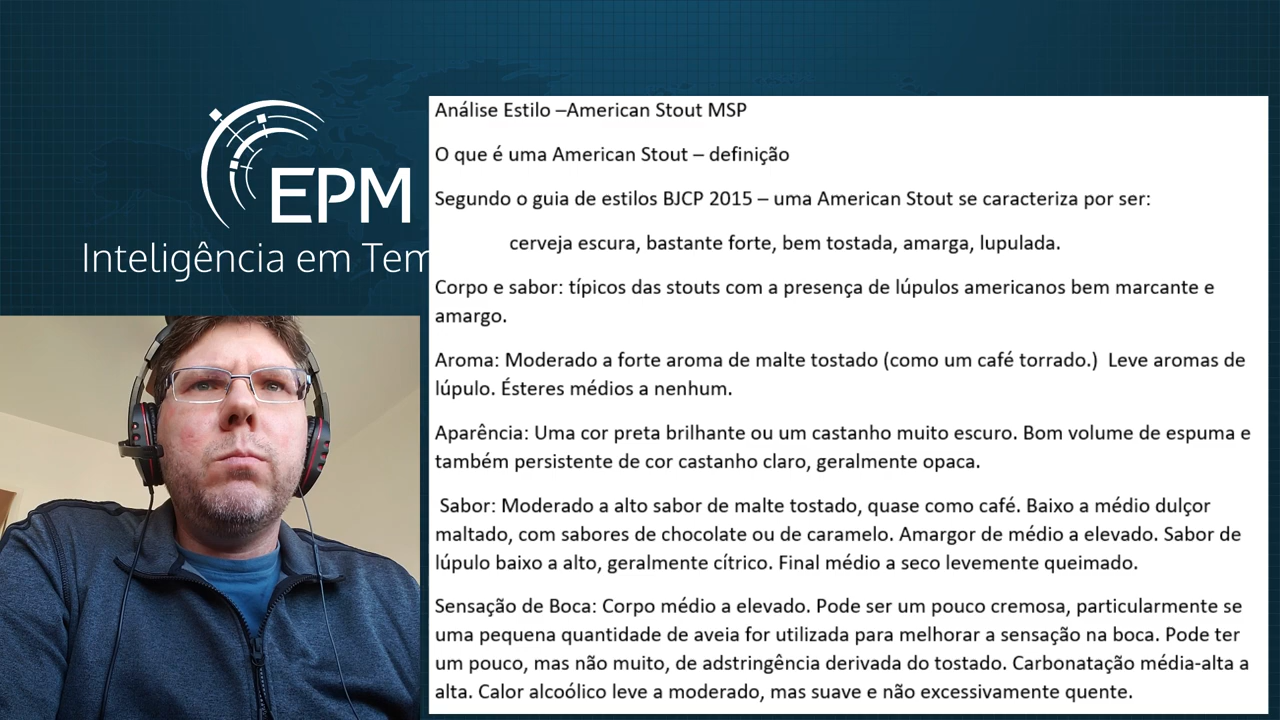 EPM
Inteligência em Tem
Análise Estilo –American Stout MSP
O que é uma American Stout – definição
Segundo o guia de estilos BJCP 2015 – uma American Stout se caracteriza por ser:
cerveja escura, bastante forte, bem tostada, amarga, lupulada.
Corpo e sabor: típicos das stouts com a presença de lúpulos americanos bem marcante e
amargo.
Aroma: Moderado a forte aroma de malte tostado (como um café torrado.)  Leve aromas de
lúpulo. Ésteres médios a nenhum.
Aparência: Uma cor preta brilhante ou um castanho muito escuro. Bom volume de espuma e
também persistente de cor castanho claro, geralmente opaca.
Sabor: Moderado a alto sabor de malte tostado, quase como café. Baixo a médio dulçor
maltado, com sabores de chocolate ou de caramelo. Amargor de médio a elevado. Sabor de
lúpulo baixo a alto, geralmente cítrico. Final médio a seco levemente queimado.
Sensação de Boca: Corpo médio a elevado. Pode ser um pouco cremosa, particularmente se
uma pequena quantidade de aveia for utilizada para melhorar a sensação na boca. Pode ter
um pouco, mas não muito, de adstringência derivada do tostado. Carbonatação média-alta a
alta. Calor alcoólico leve a moderado, mas suave e não excessivamente quente.